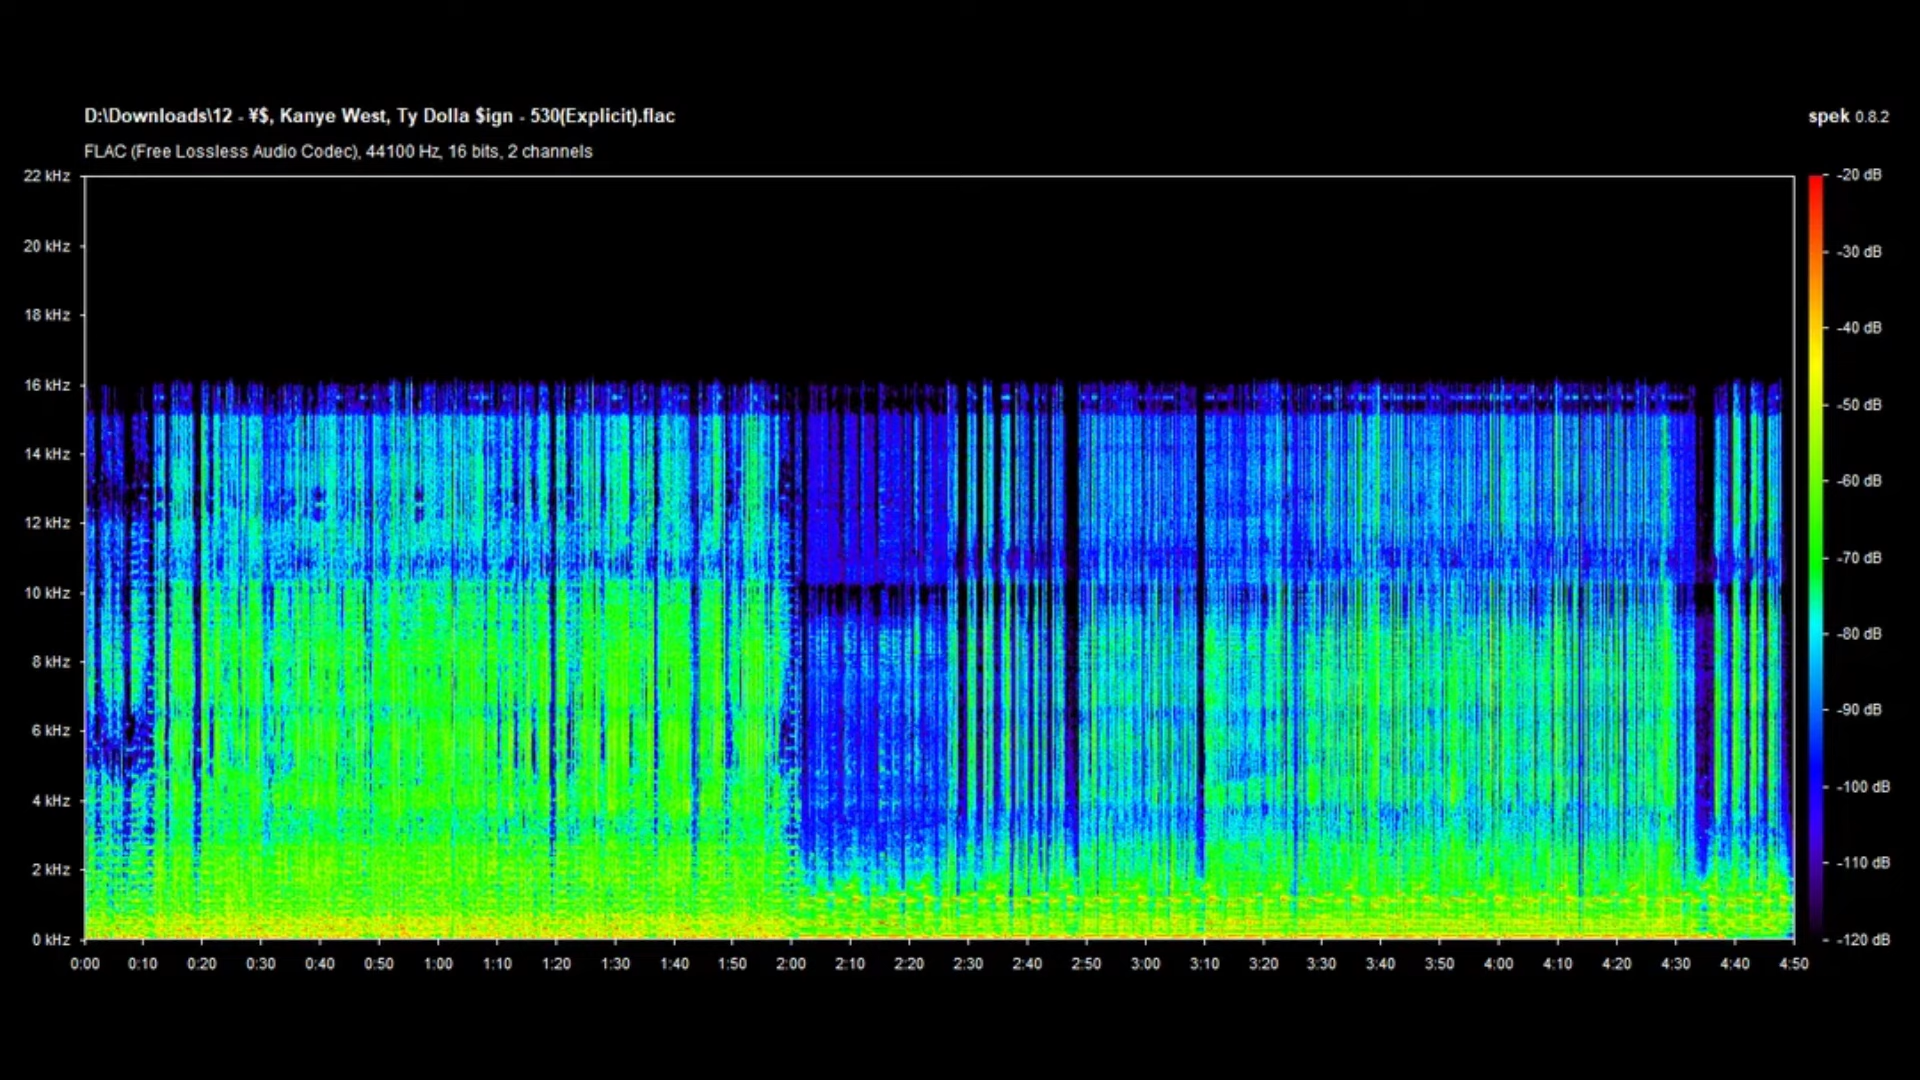 D:\Downloads\12 - ¥$, Kanye West, Ty Dolla $ign - 530(Explicit).flac
spek 0.8.2
FLAC (Free Lossless Audio Codec), 44100 Hz, 16 bits, 2 channels
22 kHz
20 kHz
18 kHz
16 kHz
14 kHz
12 kHz
10 kHz
8 kHz
6 kHz
4 kHz
2 kHz
0 kHz
-20 dB
-30 dB
-40 dB
-50 dB
-60 dB
-70 dB
-80 dB
-90 dB
-100 dB
-110 dB
-120 dB
0:00 0:10 0:20 0:30 0:40 0:50 1:00 1:10 1:20 1:30 1:40 1:50 2:00 2:10 2:20 2:30 2:40 2:50 3:00 3:10 3:20 3:30 3:40 3:50 4:00 4:10 4:20 4:30 4:40 4:50